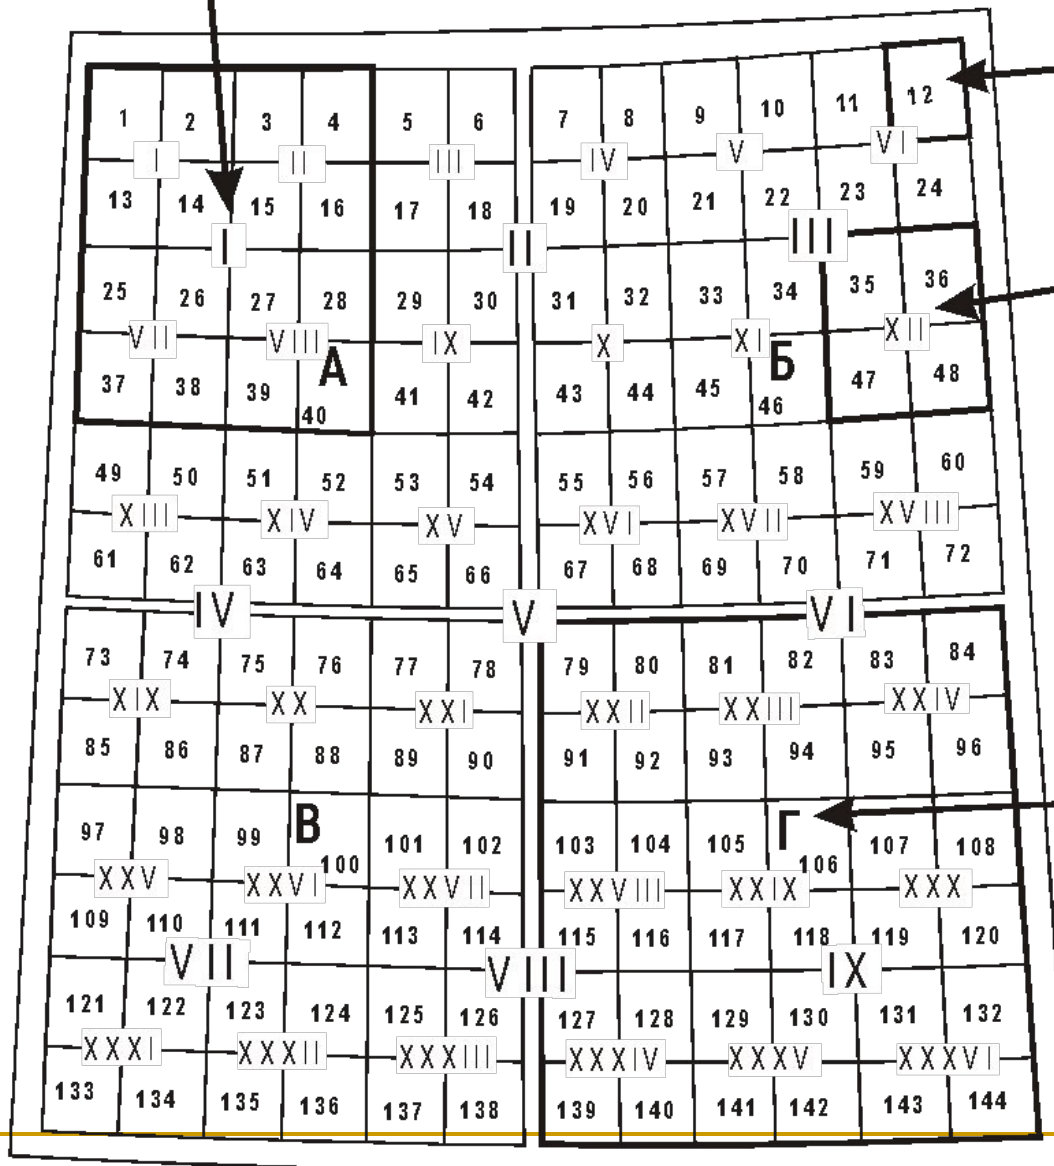 1 2 3 4 5 6 7 8 9 10 11 12
I II III IV V VI
13 14 15 16 17 18 19 20 21 22 23 24
I II III
25 26 27 28 29 30 31 32 33 34 35 36
VII VIII IX X XI XII
А Б
37 38 39 40 41 42 43 44 45 46 47 48
49 50 51 52 53 54 55 56 57 58 59 60
XIII XIV XV XVI XVII XVIII
61 62 63 64 65 66 67 68 69 70 71 72
IV V VI
73 74 75 76 77 78 79 80 81 82 83 84
XIX XX XXI XXII XXIII XXIV
85 86 87 88 89 90 91 92 93 94 95 96
В Г
97 98 99 100 101 102 103 104 105 106 107 108
XXV XXVI XXVII XXVIII XXIX XXX
109 110 111 112 113 114 115 116 117 118 119 120
VII VIII IX
121 122 123 124 125 126 127 128 129 130 131 132
XXXI XXXII XXXIII XXXIV XXXV XXXVI
133 134 135 136 137 138 139 140 141 142 143 144